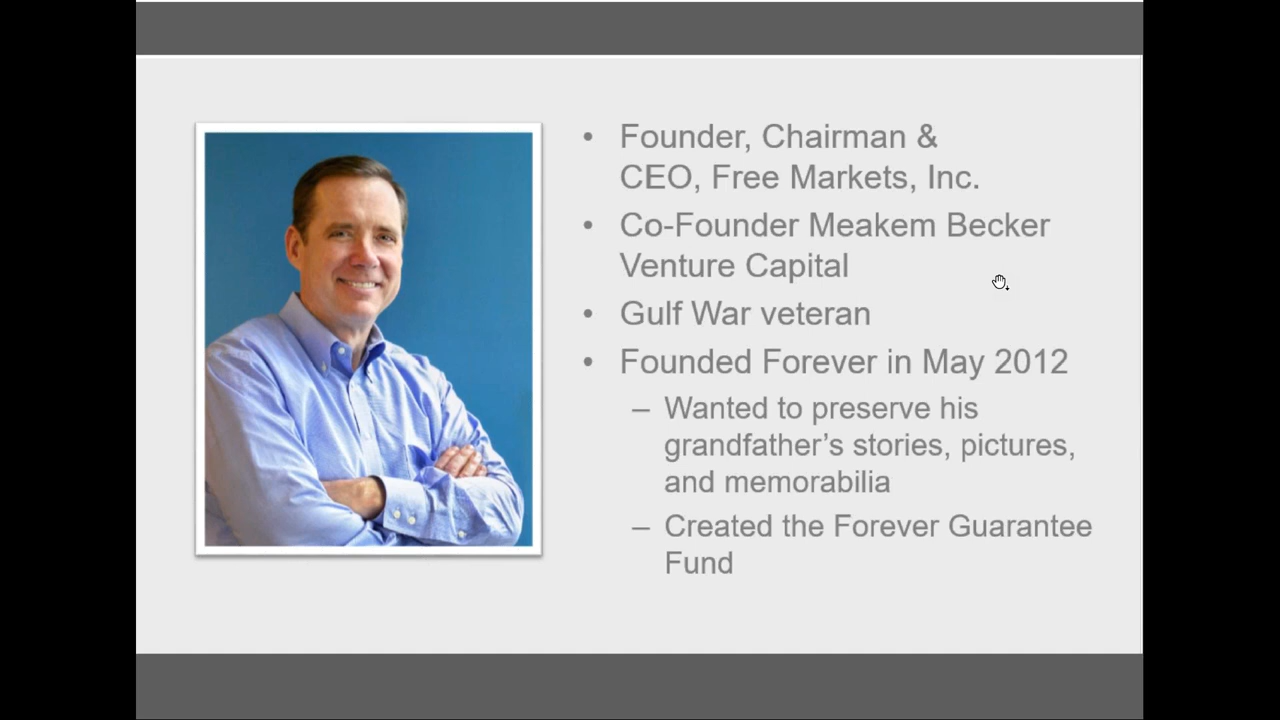 • Founder, Chairman &
CEO, Free Markets, Inc.
• Co-Founder Meakem Becker
Venture Capital
• Gulf War veteran
• Founded Forever in May 2012
– Wanted to preserve his
grandfather’s stories, pictures,
and memorabilia
– Created the Forever Guarantee
Fund